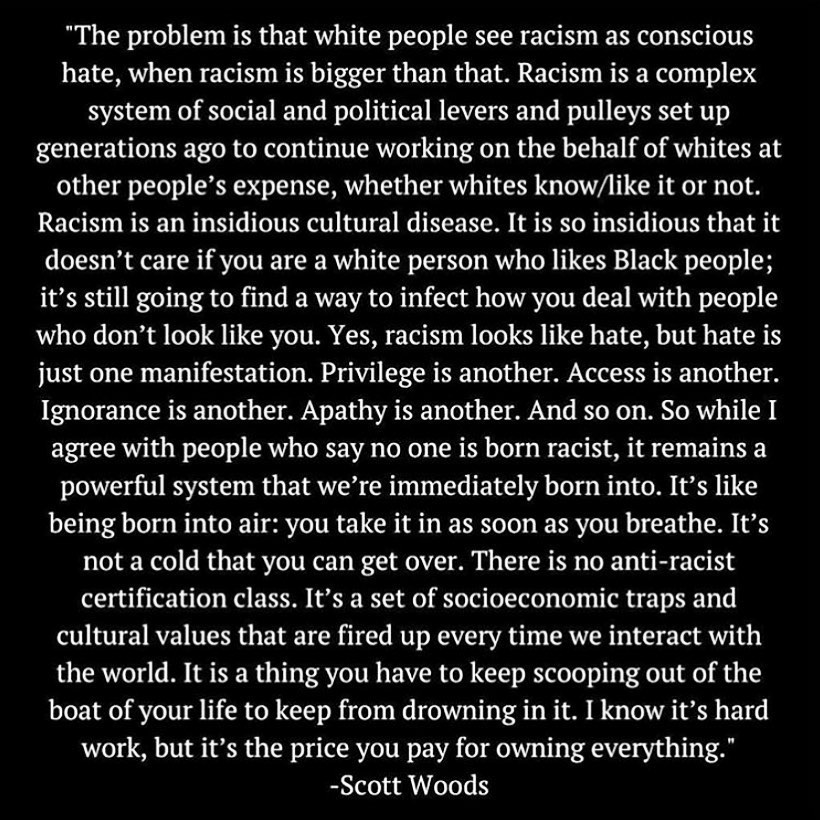 "The problem is that white people see racism as conscious
hate, when racism is bigger than that. Racism is a complex
system of social and political levers and pulleys set up
generations ago to continue working on the behalf of whites at
other people’s expense, whether whites know/like it or not.
Racism is an insidious cultural disease. It is so insidious that it
doesn’t care if you are a white person who likes Black people;
it’s still going to find a way to infect how you deal with people
who don’t look like you. Yes, racism looks like hate, but hate is
just one manifestation. Privilege is another. Access is another.
Ignorance is another. Apathy is another. And so on. So while I
agree with people who say no one is born racist, it remains a
powerful system that we’re immediately born into. It’s like
being born into air: you take it in as soon as you breathe. It’s
not a cold that you can get over. There is no anti-racist
certification class. It’s a set of socioeconomic traps and
cultural values that are fired up every time we interact with
the world. It is a thing you have to keep scooping out of the
boat of your life to keep from drowning in it. I know it’s hard
work, but it’s the price you pay for owning everything."
-Scott Woods